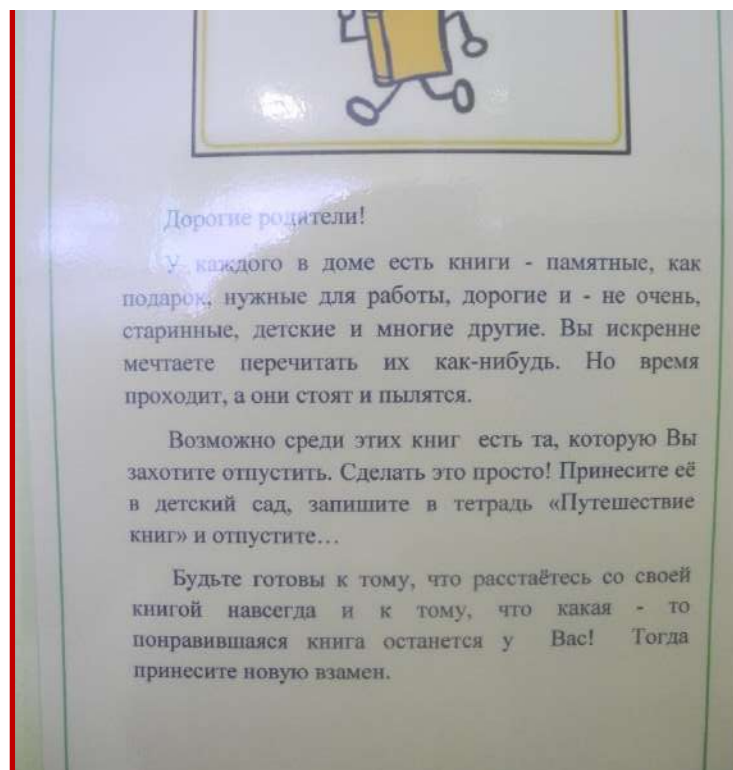 Дорогие родители!
У каждого в доме есть книги - памятные, как
подарок, нужные для работы, дорогие и - не очень,
старинные, детские и многие другие. Вы искренне
мечтаете перечитать их как-нибудь. Но время
проходит, а они стоят и пылятся.
Возможно среди этих книг есть та, которую Вы
захотите отпустить. Сделать это просто! Принесите её
в детский сад, запишите в тетрадь «Путешествие
книг» и отпустите…
Будьте готовы к тому, что расстаётесь со своей
книгой навсегда и к тому, что какая - то
понравившаяся книга останется у Вас! Тогда
принесите новую взамен.